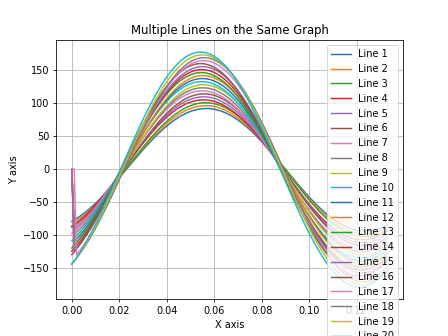 Multiple Lines on the Same Graph
Y axis
150
100
50
0
−50
−100
−150
0.00
0.02
0.04
0.06
0.08
0.10
X axis
Line 1
Line 2
Line 3
Line 4
Line 5
Line 6
Line 7
Line 8
Line 9
Line 10
Line 11
Line 12
Line 13
Line 14
Line 15
Line 16
Line 17
Line 18
Line 19
Line 20